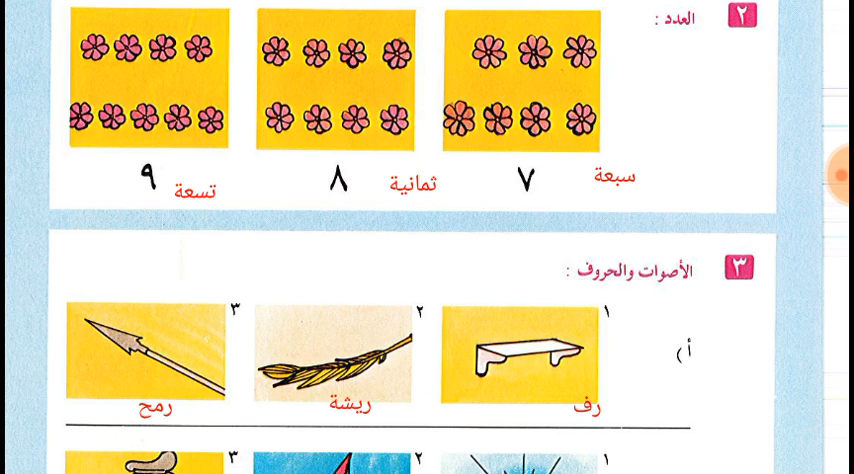 ٢ العدد :
سبعة ٧ ثمانية ٨ تسعة ٩
٣ الأصوات والحروف :
أ) ١ ٢ ٣
رف ريشة رمح
١ ٢ ٣